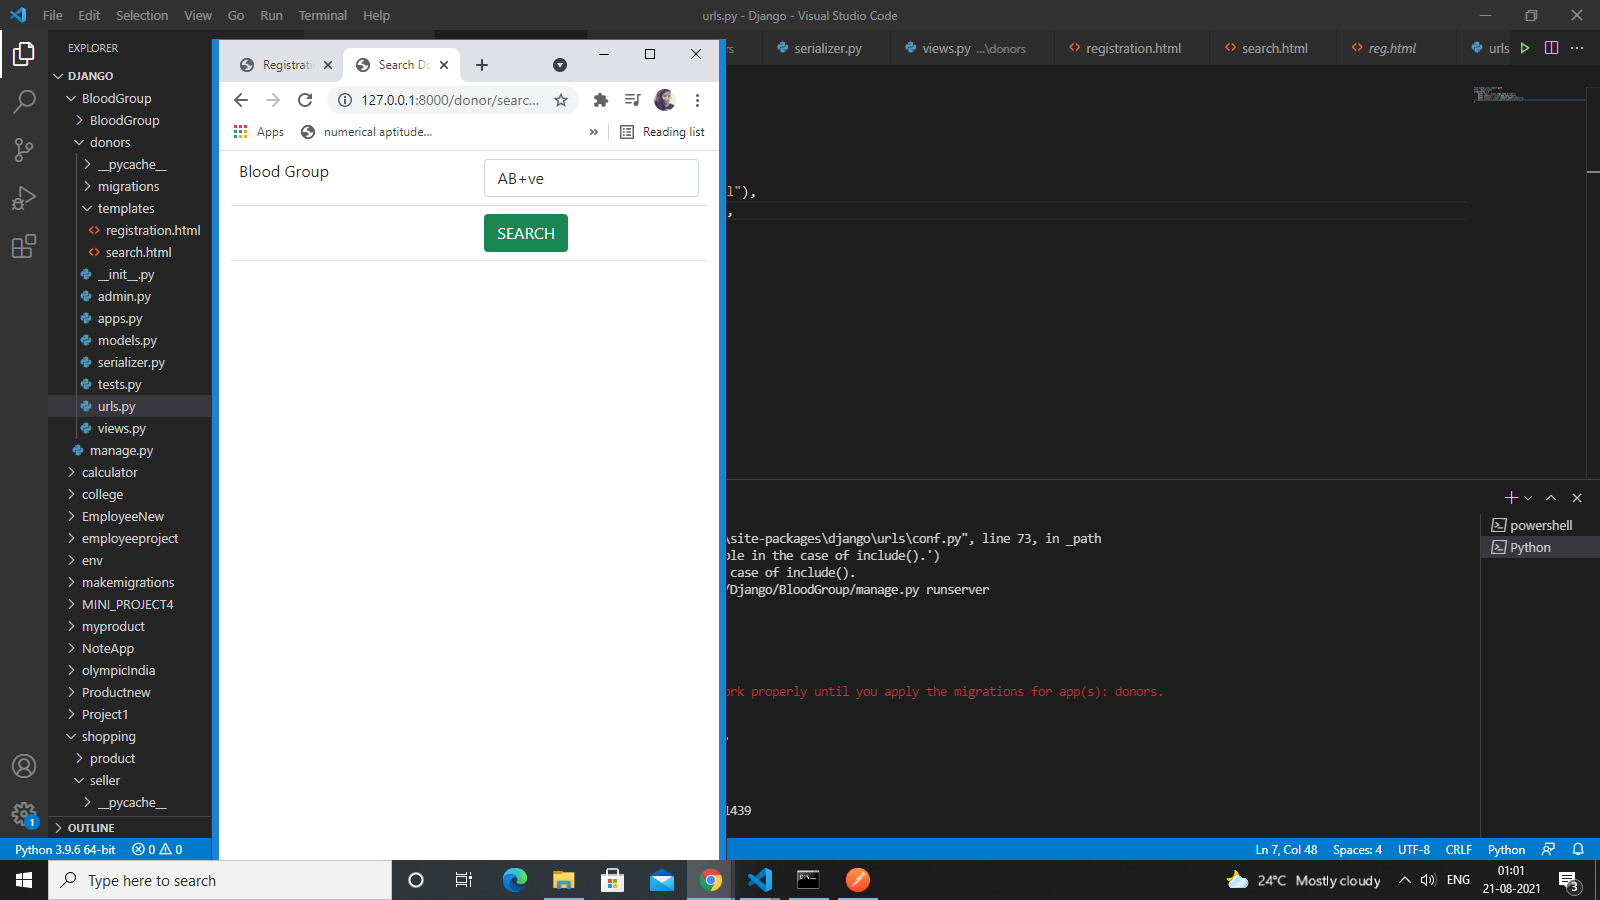 File Edit Selection View Go Run Terminal Help
urls.py - Django - Visual Studio Code
EXPLORER
DJANGO
BloodGroup
BloodGroup
donors
__pycache__
migrations
templates
registration.html
search.html
__init__.py
admin.py
apps.py
models.py
serializer.py
tests.py
urls.py
views.py
manage.py
calculator
college
EmployeeNew
employeeproject
env
makemigrations
MINI_PROJECT4
myproduct
NoteApp
olympicIndia
Productnew
Project1
shopping
product
seller
__pycache__
OUTLINE
Registrati
Search Do
127.0.0.1:8000/donor/searc...
Apps
numerical aptitude...
»
Reading list
Blood Group
AB+ve
SEARCH
serializer.py
views.py ...\donors
registration.html
search.html
reg.html
urls
l"),
,
\site-packages\django\urls\conf.py", line 73, in _path
ble in the case of include().')
case of include().
/Django/BloodGroup/manage.py runserver
ork properly until you apply the migrations for app(s): donors.
1439
powershell
Python
Python 3.9.6 64-bit
0
0
Ln 7, Col 48
Spaces: 4
UTF-8
CRLF
Python
1
Type here to search
24°C Mostly cloudy
ENG
01:01
21-08-2021
3